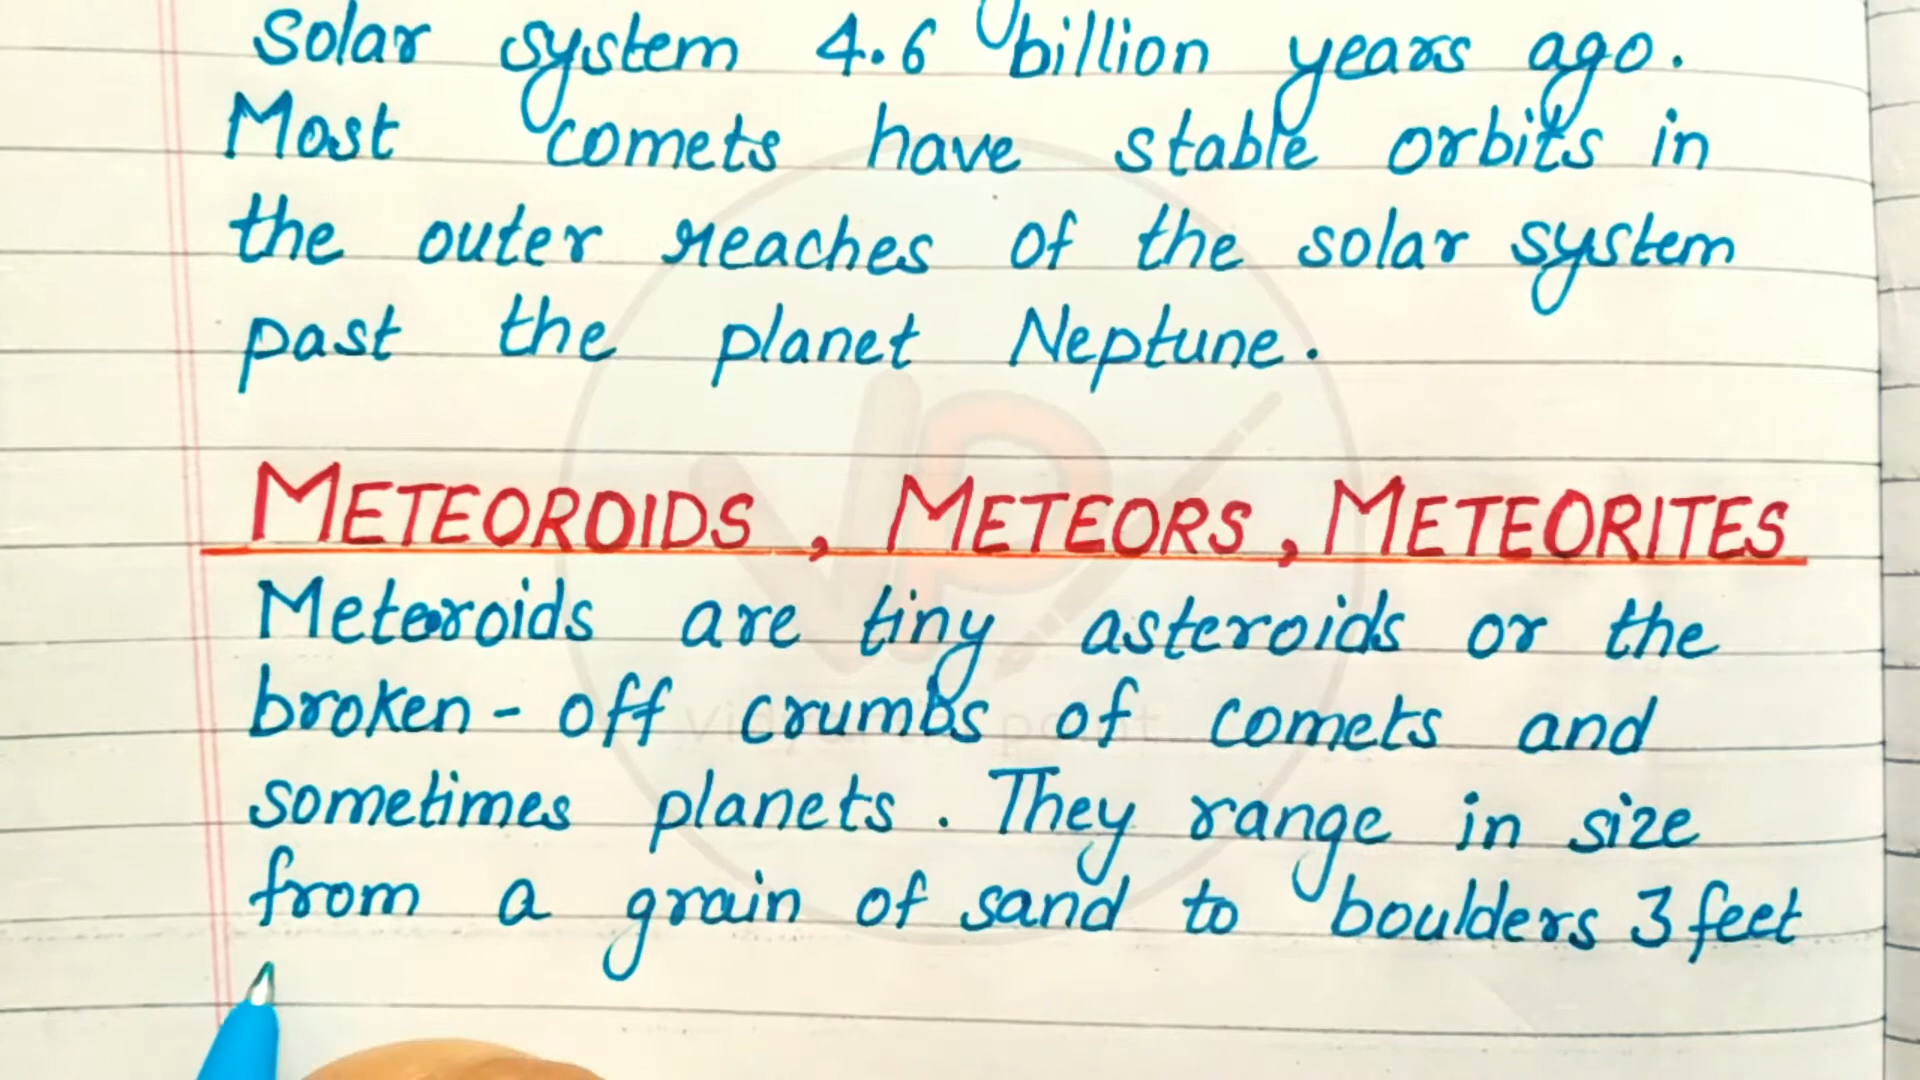 Solar system 4.6 billion years ago.
Most comets have stable orbits in
the outer reaches of the solar system
past the planet Neptune.
METEOROIDS, METEORS, METEORITES
Meteoroids are tiny asteroids or the
broken-off crumbs of comets and
sometimes planets. They range in size
from a grain of sand to boulders 3 feet